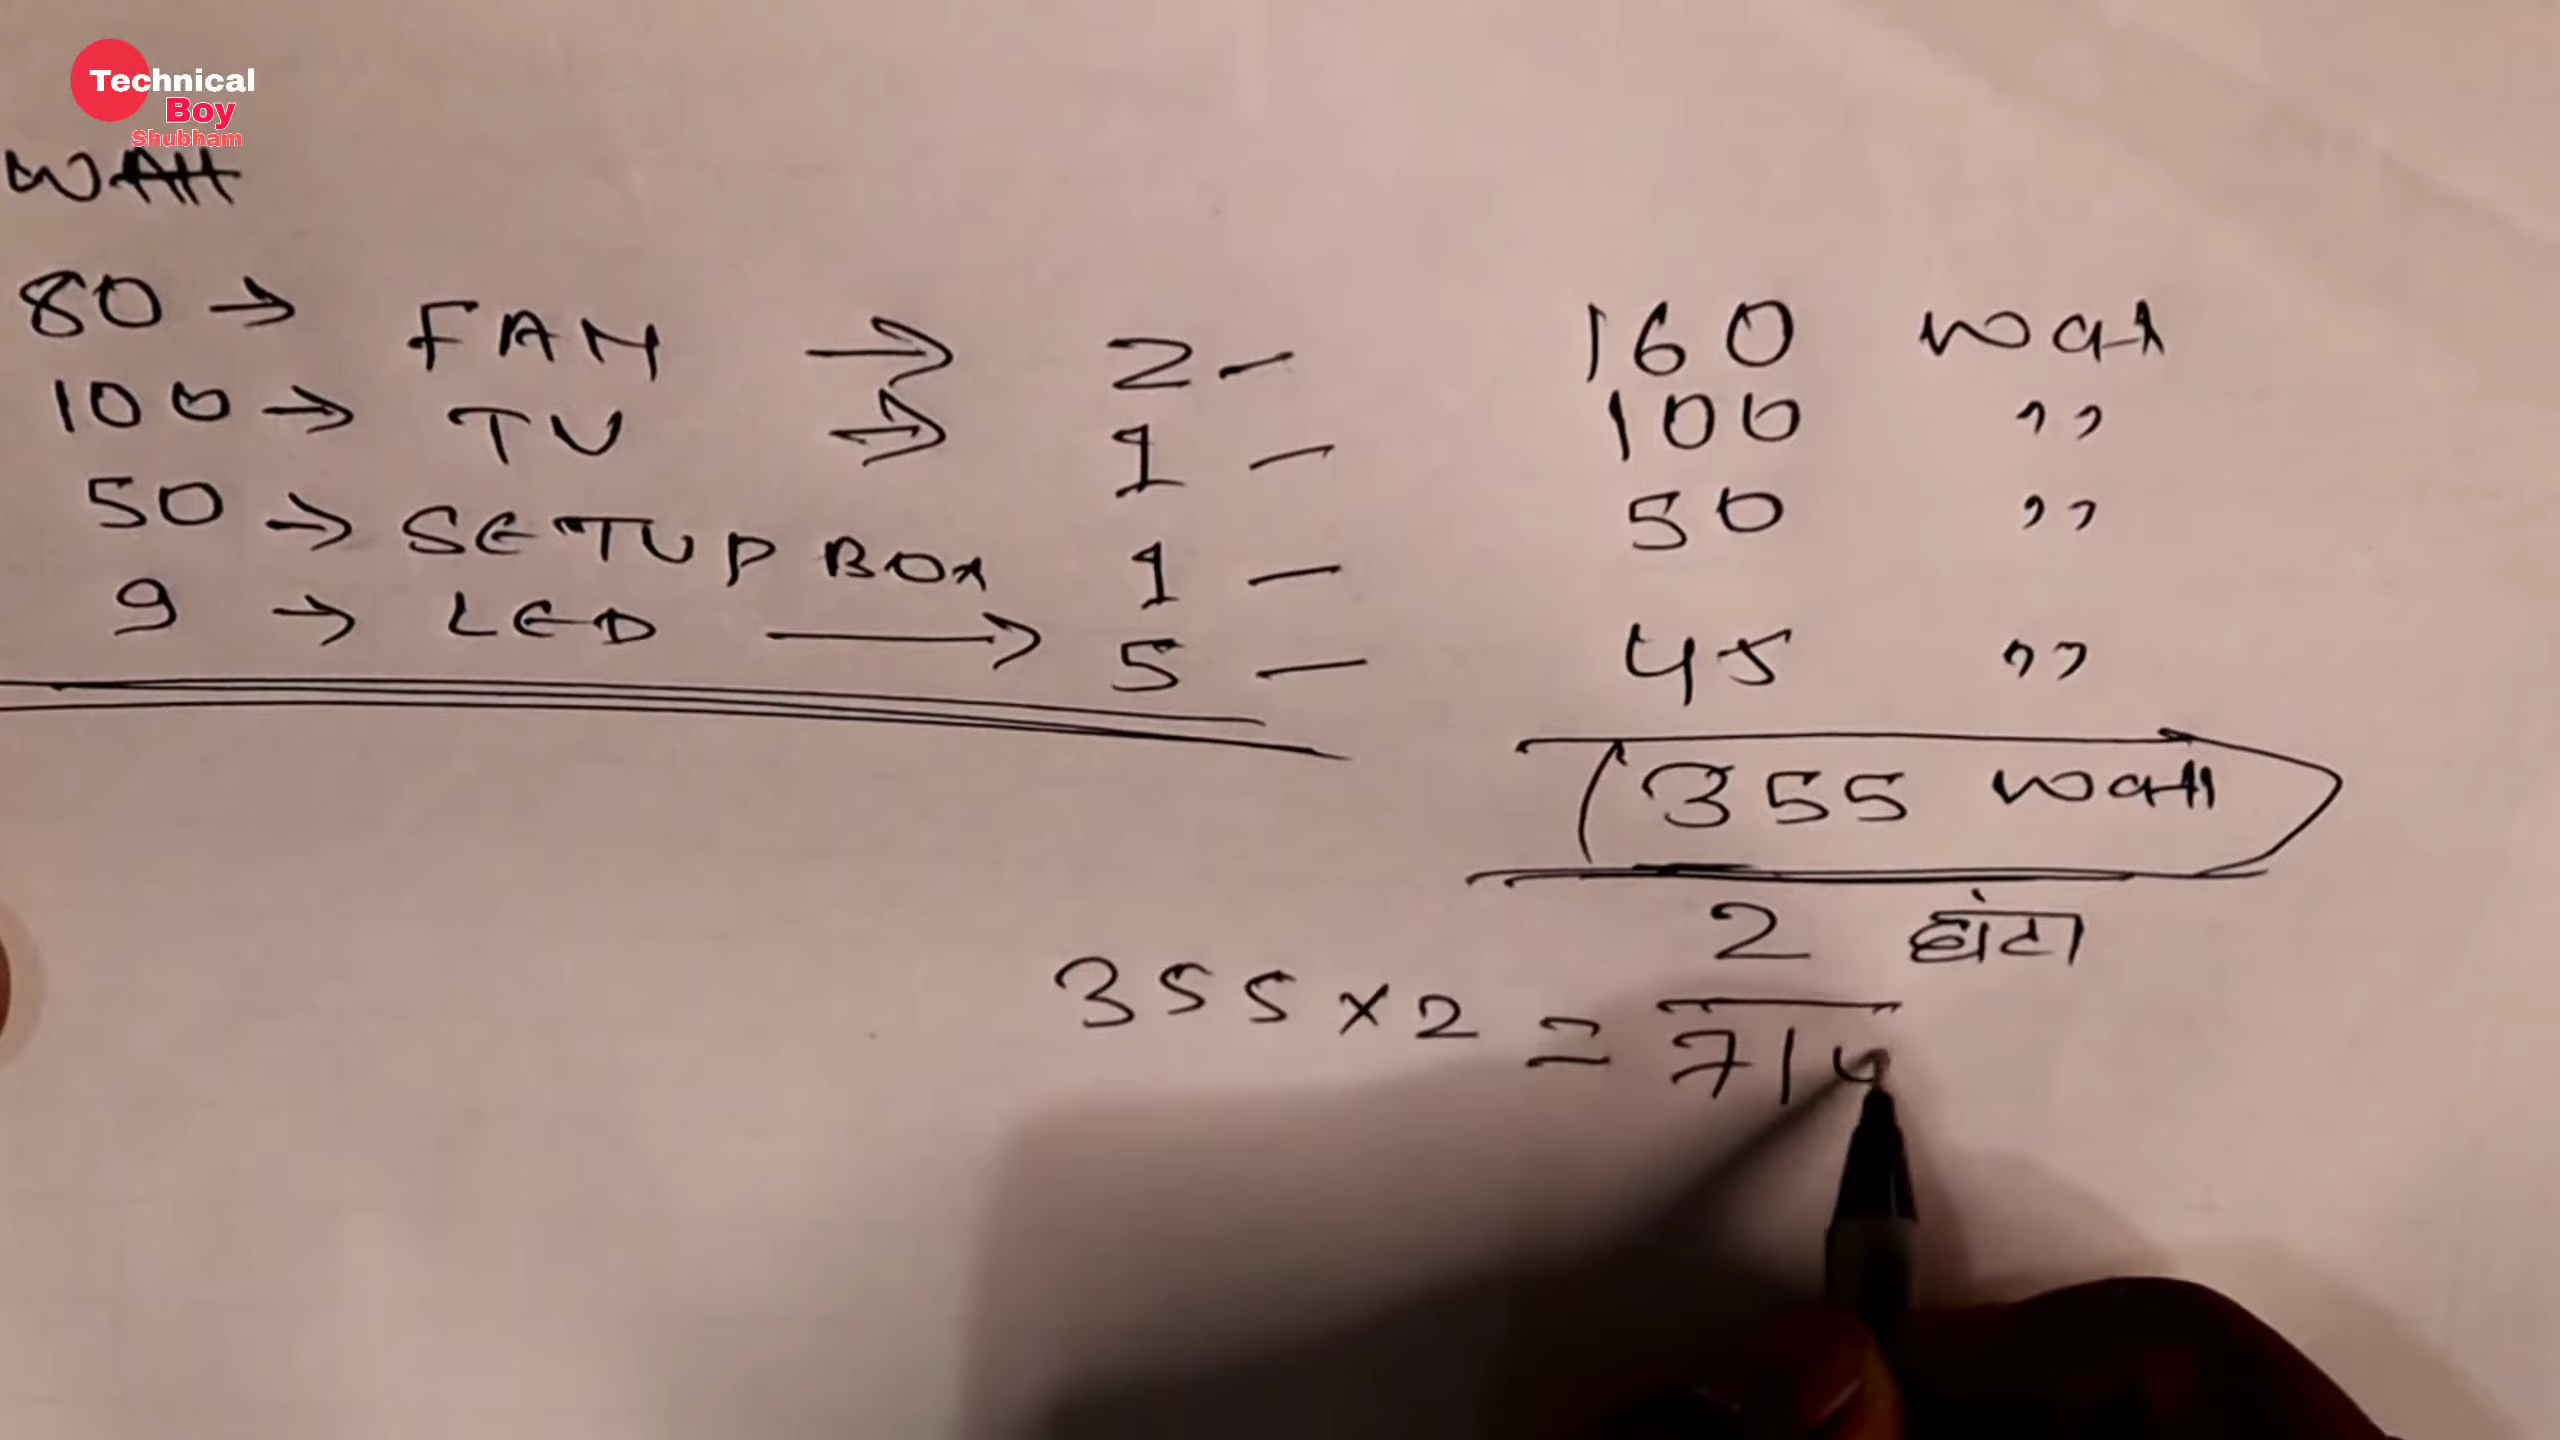 Technical
Boy
Shubham
WATT
80 → FAN → 2 - 160 watt
100 → TV → 1 - 100 ,,
50 → SETUP BOX 1 - 50 ,,
9 → LED → 5 - 45 ,,
355 watt
2 घंटा
355 × 2 = 71